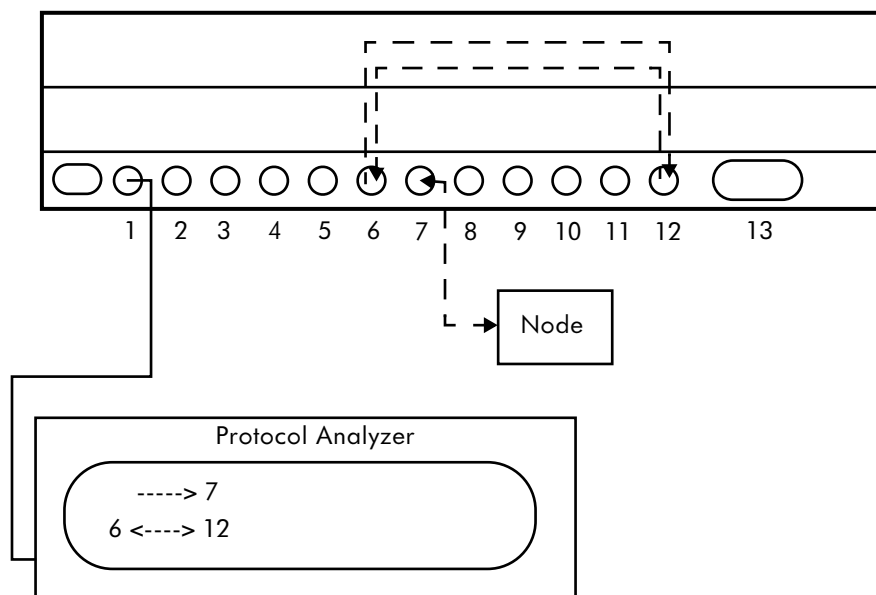 1 2 3 4 5 6 7 8 9 10 11 12 13
Node
Protocol Analyzer
-----> 7
6 <----> 12